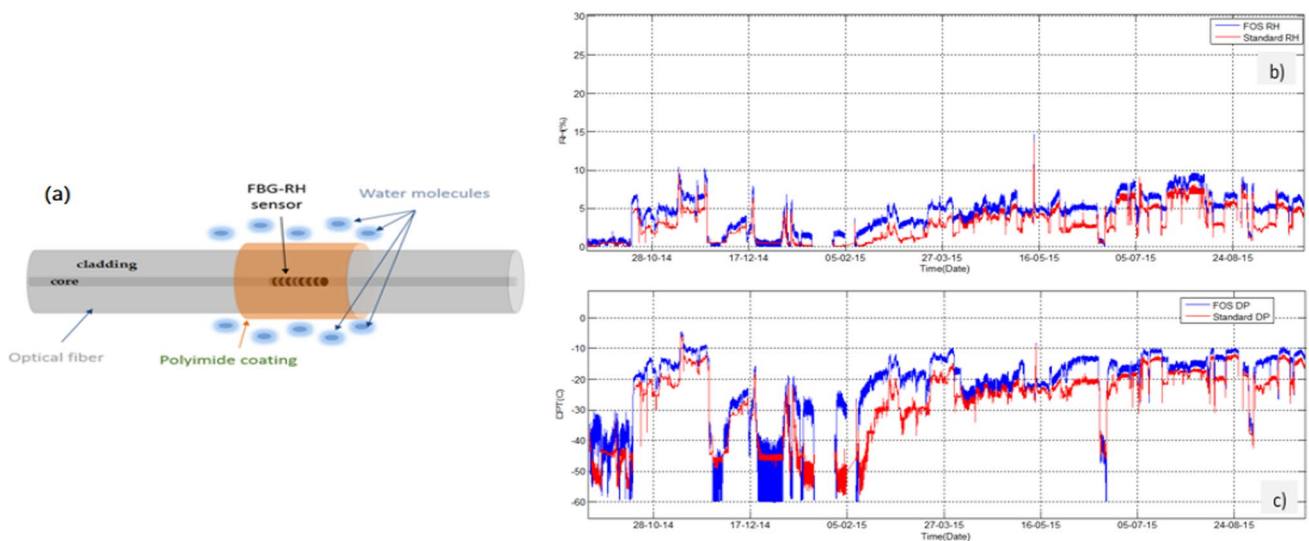 (a)
FBG-RH
sensor
Water molecules
cladding
core
Optical fiber
Polyimide coating
30
25
20
15
10
5
0
RH(%)
FOS RH
Standard RH
b)
28-10-14 17-12-14 05-02-15 27-03-15 16-05-15 05-07-15 24-08-15
Time(Date)
0
-10
-20
-30
-40
-50
-60
FOS DP
Standard DP
c)
28-10-14 17-12-14 05-02-15 27-03-15 16-05-15 05-07-15 24-08-15
Time(Date)